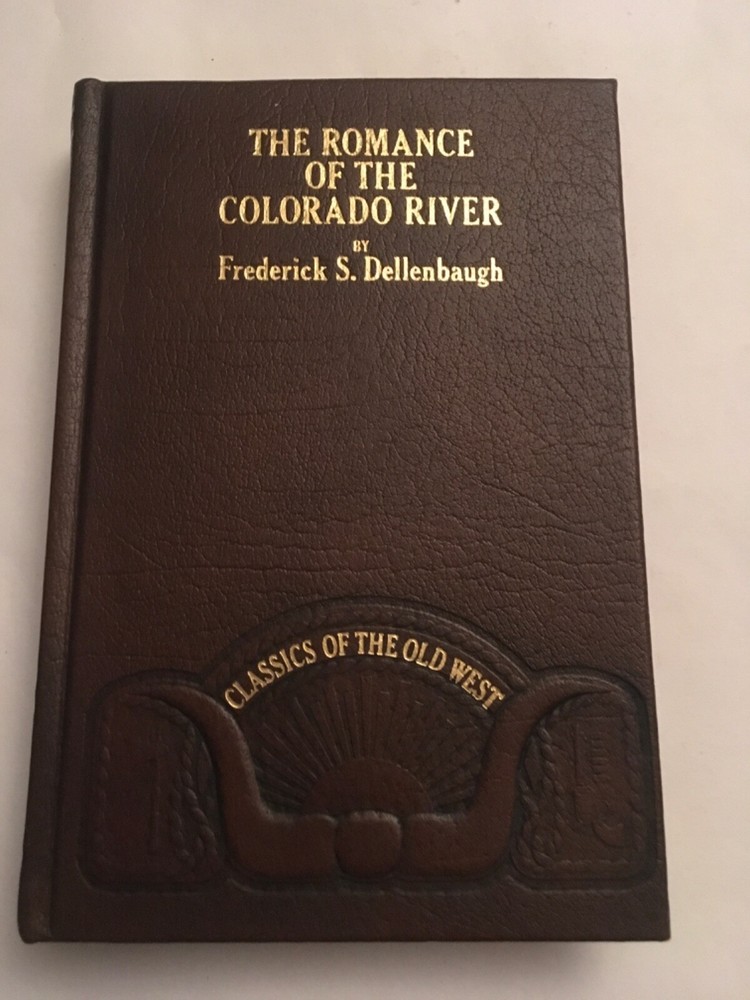 THE ROMANCE
OF THE
COLORADO RIVER
BY
Frederick S. Dellenbaugh
CLASSICS OF THE OLD WEST